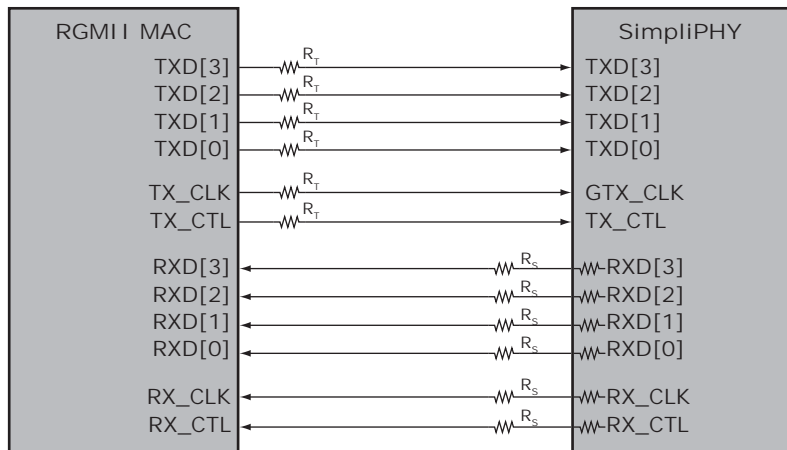 RGMII MAC SimpliPHY
TXD[3] R_T TXD[3]
TXD[2] R_T TXD[2]
TXD[1] R_T TXD[1]
TXD[0] R_T TXD[0]
TX_CLK R_T GTX_CLK
TX_CTL R_T TX_CTL
RXD[3] R_S RXD[3]
RXD[2] R_S RXD[2]
RXD[1] R_S RXD[1]
RXD[0] R_S RXD[0]
RX_CLK R_S RX_CLK
RX_CTL R_S RX_CTL